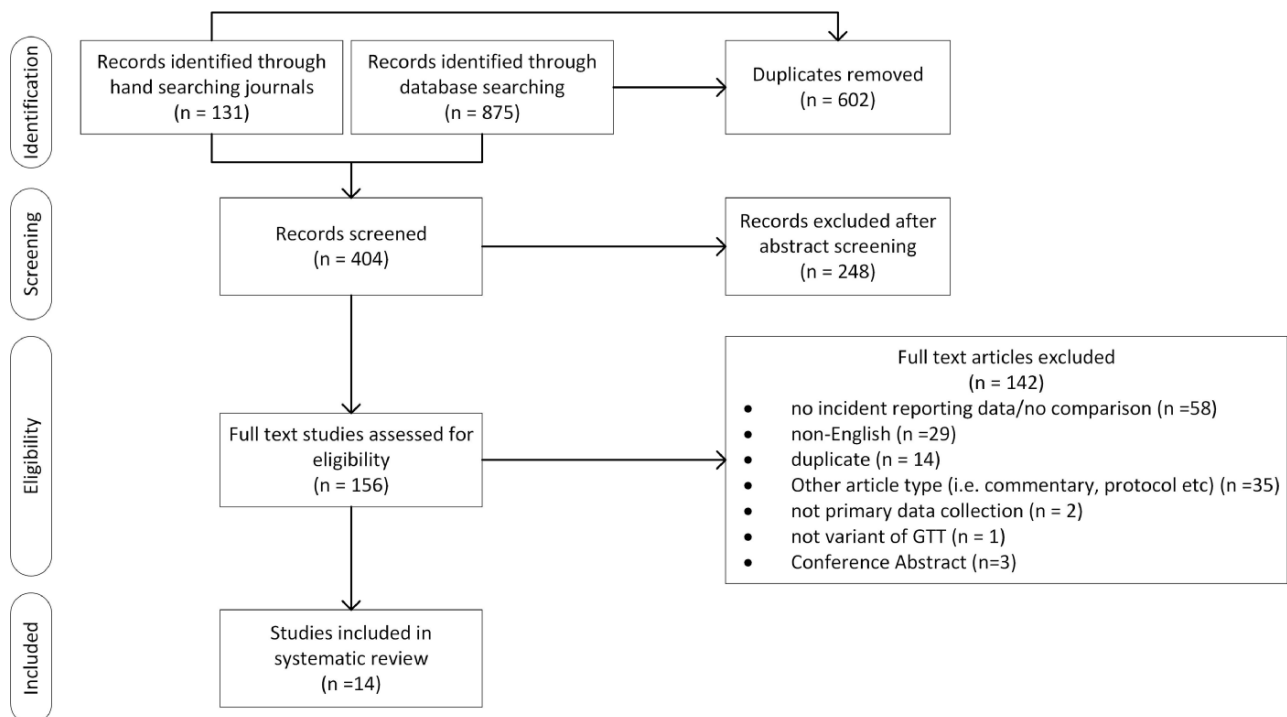 Identification
Records identified through
hand searching journals
(n = 131)
Records identified through
database searching
(n = 875)
Duplicates removed
(n = 602)
Screening
Records screened
(n = 404)
Records excluded after
abstract screening
(n = 248)
Eligibility
Full text studies assessed for
eligibility
(n = 156)
Full text articles excluded
(n = 142)
• no incident reporting data/no comparison (n =58)
• non-English (n =29)
• duplicate (n = 14)
• Other article type (i.e. commentary, protocol etc) (n =35)
• not primary data collection (n = 2)
• not variant of GTT (n = 1)
• Conference Abstract (n=3)
Included
Studies included in
systematic review
(n =14)